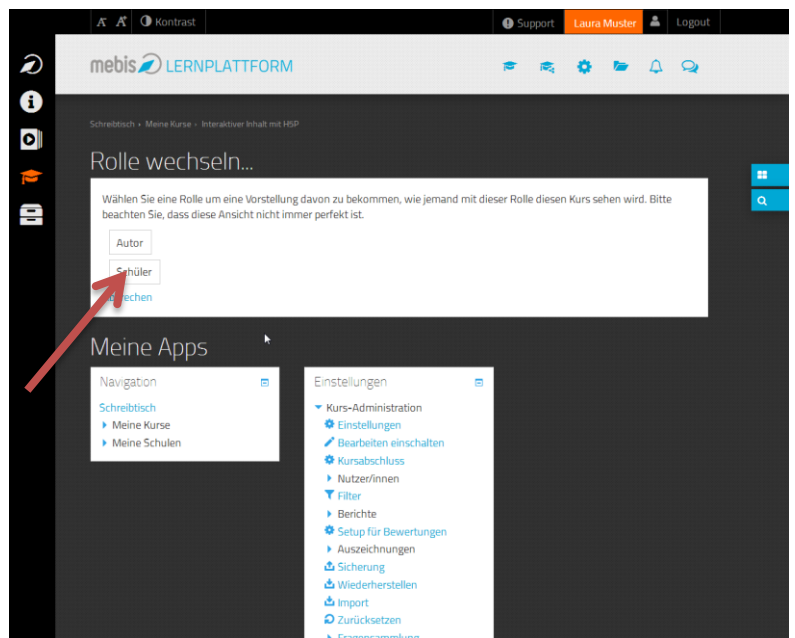 A A Kontrast
Support Laura Muster Logout
mebis LERNPLATTFORM
Schreibtisch › Meine Kurse › Interaktiver Inhalt mit H5P
Rolle wechseln...
Wählen Sie eine Rolle um eine Vorstellung davon zu bekommen, wie jemand mit dieser Rolle diesen Kurs sehen wird. Bitte
beachten Sie, dass diese Ansicht nicht immer perfekt ist.
Autor
Schüler
Meine Apps
Navigation
Schreibtisch
Meine Kurse
Meine Schulen
Einstellungen
Kurs-Administration
Einstellungen
Bearbeiten einschalten
Kursabschluss
Nutzer/innen
Filter
Berichte
Setup für Bewertungen
Auszeichnungen
Sicherung
Wiederherstellen
Import
Zurücksetzen
Fragensammlung